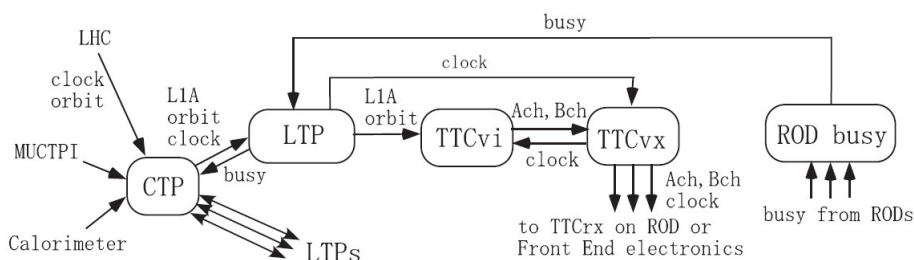 busy
LHC
clock
orbit
clock
L1A
orbit
clock
L1A
orbit
LTP
Ach, Bch
TTCvi
TTCvx
ROD busy
clock
MUCTPI
busy
CTP
Ach, Bch
clock
busy from RODs
to TTCrx on ROD or
Front End electronics
Calorimeter
LTPs